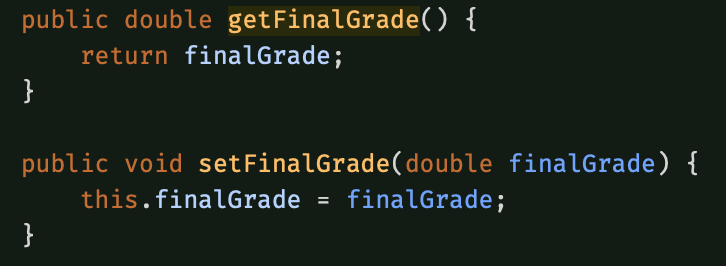 public double getFinalGrade() {
    return finalGrade;
}

public void setFinalGrade(double finalGrade) {
    this.finalGrade = finalGrade;
}